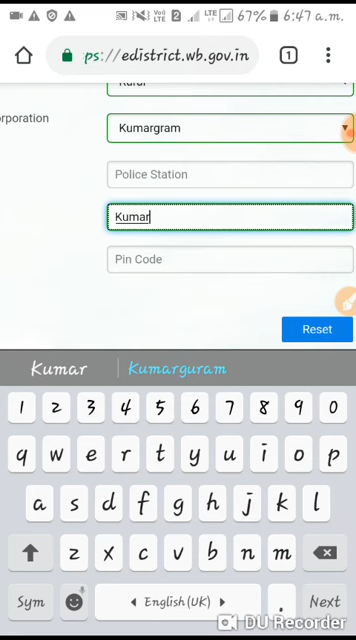 67% 6:47 a.m.
ps://edistrict.wb.gov.in 1
orporation
Kumargram
Police Station
Kumar
Pin Code
Reset
Kumar Kumarguram
1 2 3 4 5 6 7 8 9 0
q w e r t y u i o p
a s d f g h j k l
z x c v b n m
Sym English(UK) . Next
DU Recorder